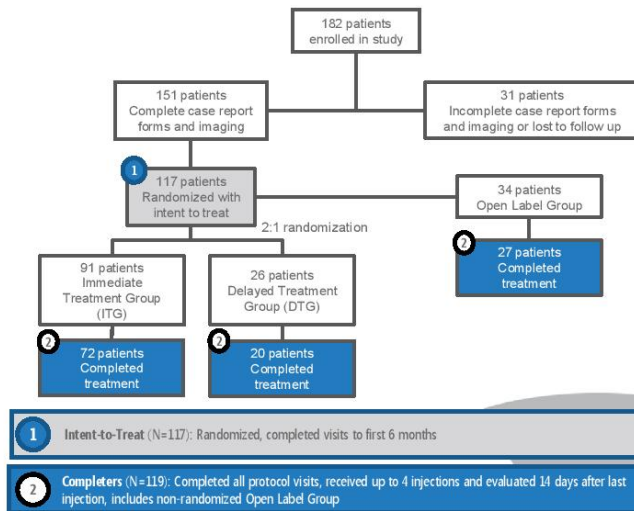 182 patients
enrolled in study
151 patients
Complete case report
forms and imaging
31 patients
Incomplete case report forms
and imaging or lost to follow up
1
117 patients
Randomized with
intent to treat
34 patients
Open Label Group
2:1 randomization
2
27 patients
Completed
treatment
91 patients
Immediate
Treatment Group
(ITG)
26 patients
Delayed Treatment
Group (DTG)
2
72 patients
Completed
treatment
2
20 patients
Completed
treatment
1 Intent-to-Treat (N=117): Randomized, completed visits to first 6 months
2 Completers (N=119): Completed all protocol visits, received up to 4 injections and evaluated 14 days after last
injection, includes non-randomized Open Label Group